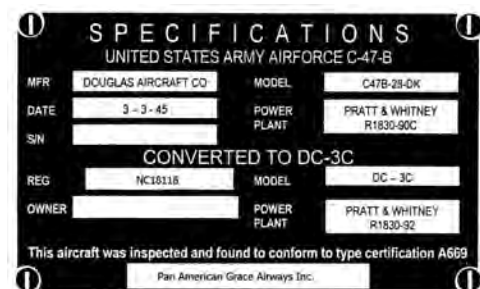 SPECIFICATIONS
UNITED STATES ARMY AIRFORCE C-47-B
MFR DOUGLAS AIRCRAFT CO MODEL C47B-28-DK
DATE 3-3-45 POWER PLANT PRATT & WHITNEY R1830-90C
S/N
CONVERTED TO DC-3C
REG NC18118 MODEL DC - 3C
OWNER POWER PLANT PRATT & WHITNEY R1830-92
This aircraft was inspected and found to conform to type certification A669
Pan American Grace Airways Inc.